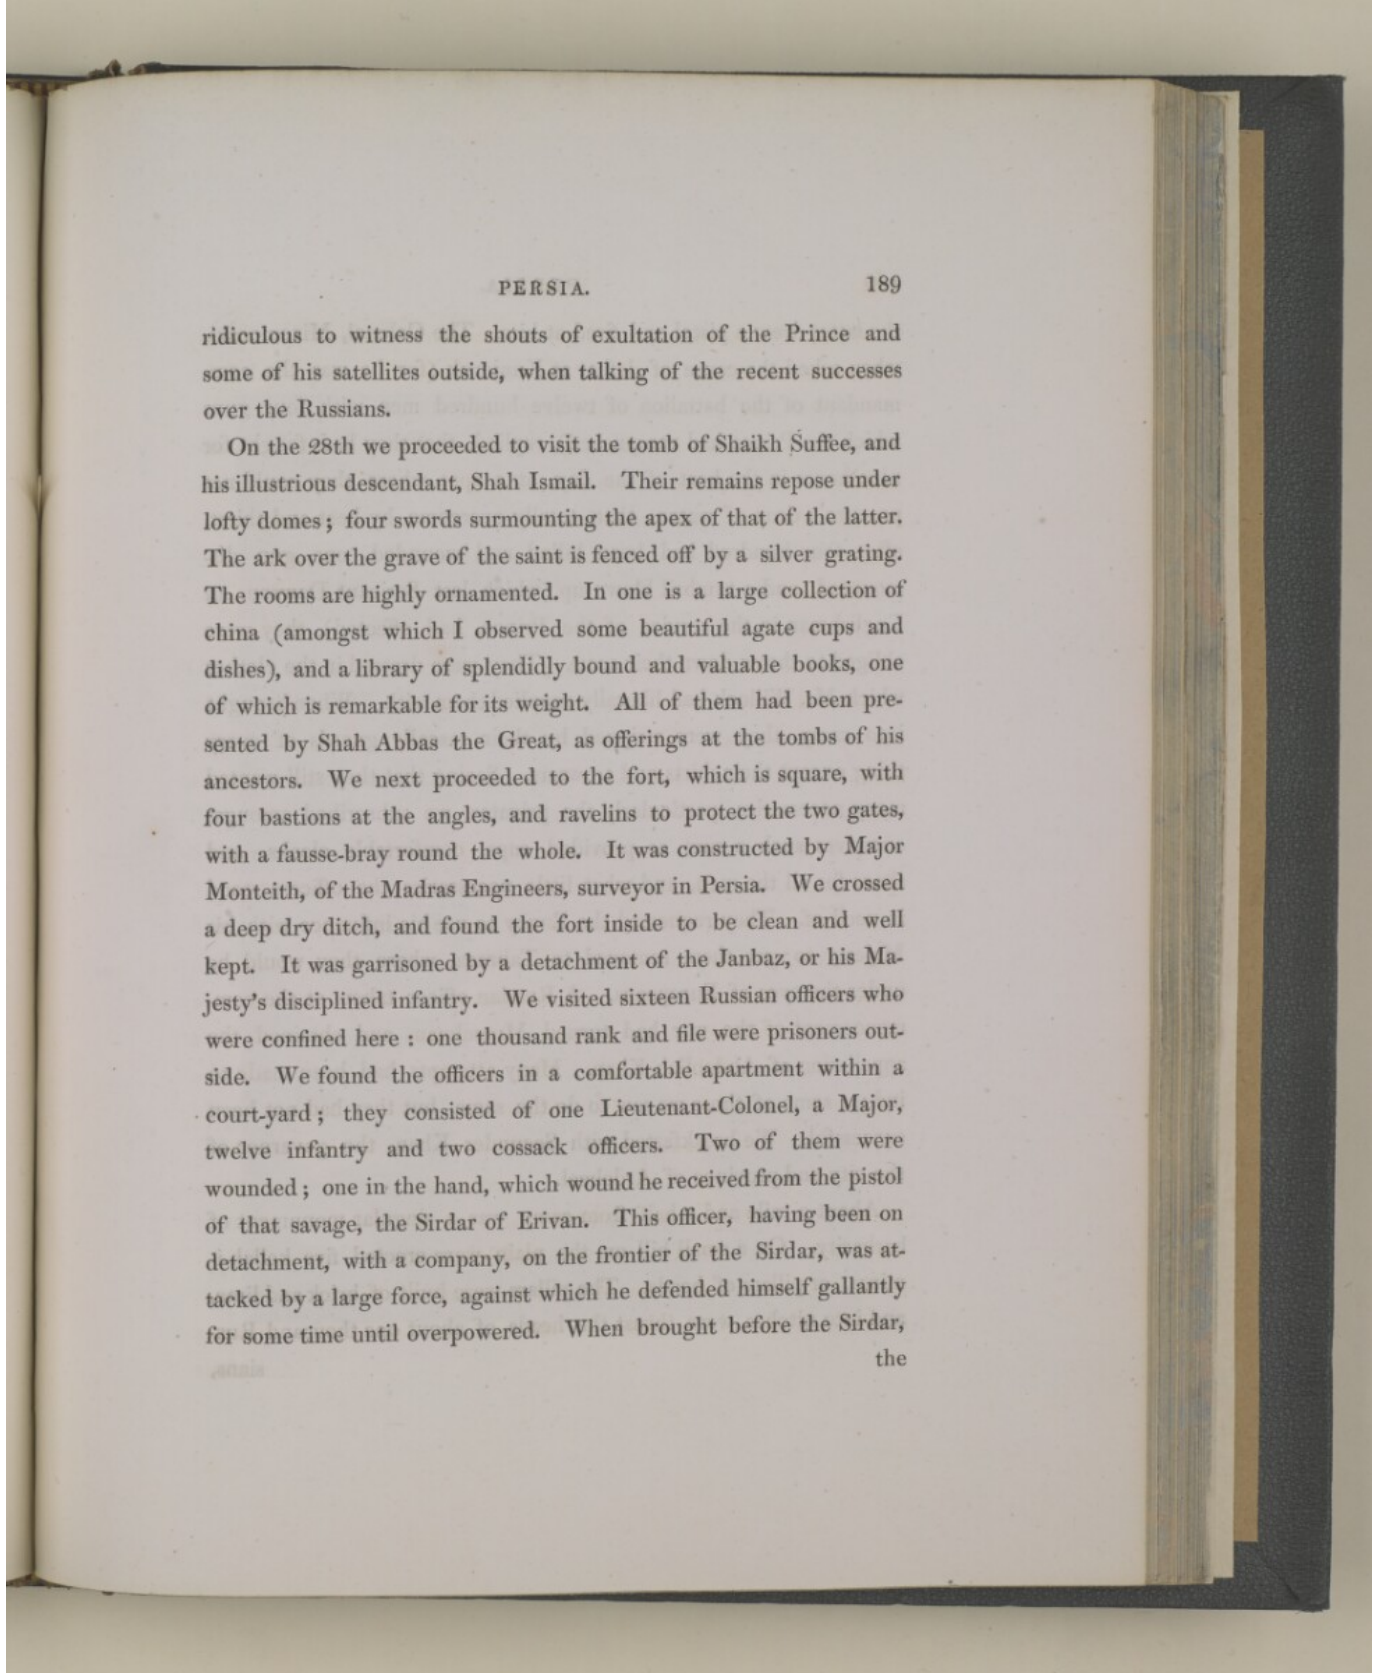 PERSIA. 189
ridiculous to witness the shouts of exultation of the Prince and
some of his satellites outside, when talking of the recent successes
over the Russians.
On the 28th we proceeded to visit the tomb of Shaikh Suffee, and
his illustrious descendant, Shah Ismail. Their remains repose under
lofty domes; four swords surmounting the apex of that of the latter.
The ark over the grave of the saint is fenced off by a silver grating.
The rooms are highly ornamented. In one is a large collection of
china (amongst which I observed some beautiful agate cups and
dishes), and a library of splendidly bound and valuable books, one
of which is remarkable for its weight. All of them had been pre-
sented by Shah Abbas the Great, as offerings at the tombs of his
ancestors. We next proceeded to the fort, which is square, with
four bastions at the angles, and ravelins to protect the two gates,
with a fausse-bray round the whole. It was constructed by Major
Monteith, of the Madras Engineers, surveyor in Persia. We crossed
a deep dry ditch, and found the fort inside to be clean and well
kept. It was garrisoned by a detachment of the Janbaz, or his Ma-
jesty's disciplined infantry. We visited sixteen Russian officers who
were confined here : one thousand rank and file were prisoners out-
side. We found the officers in a comfortable apartment within a
court-yard; they consisted of one Lieutenant-Colonel, a Major,
twelve infantry and two cossack officers. Two of them were
wounded; one in the hand, which wound he received from the pistol
of that savage, the Sirdar of Erivan. This officer, having been on
detachment, with a company, on the frontier of the Sirdar, was at-
tacked by a large force, against which he defended himself gallantly
for some time until overpowered. When brought before the Sirdar,
the